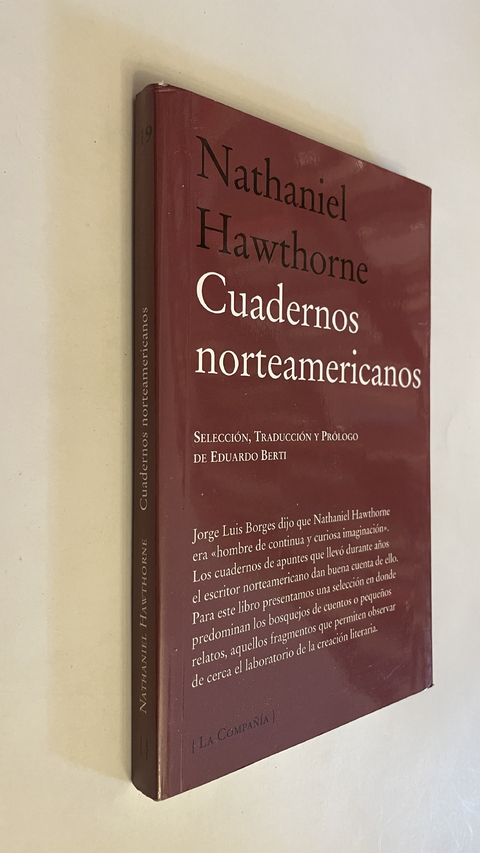 Nathaniel
Hawthorne
Cuadernos
norteamericanos
SELECCIÓN, TRADUCCIÓN Y PRÓLOGO
DE EDUARDO BERTI
Jorge Luis Borges dijo que Nathaniel Hawthorne
era «hombre de continua y curiosa imaginación».
Los cuadernos de apuntes que llevó durante años
el escritor norteamericano dan buena cuenta de ello.
Para este libro presentamos una selección en donde
predominan los bosquejos de cuentos o pequeños
relatos, aquellos fragmentos que permiten observar
de cerca el laboratorio de la creación literaria.
[ LA COMPAÑÍA ]
NATHANIEL HAWTHORNE Cuadernos norteamericanos